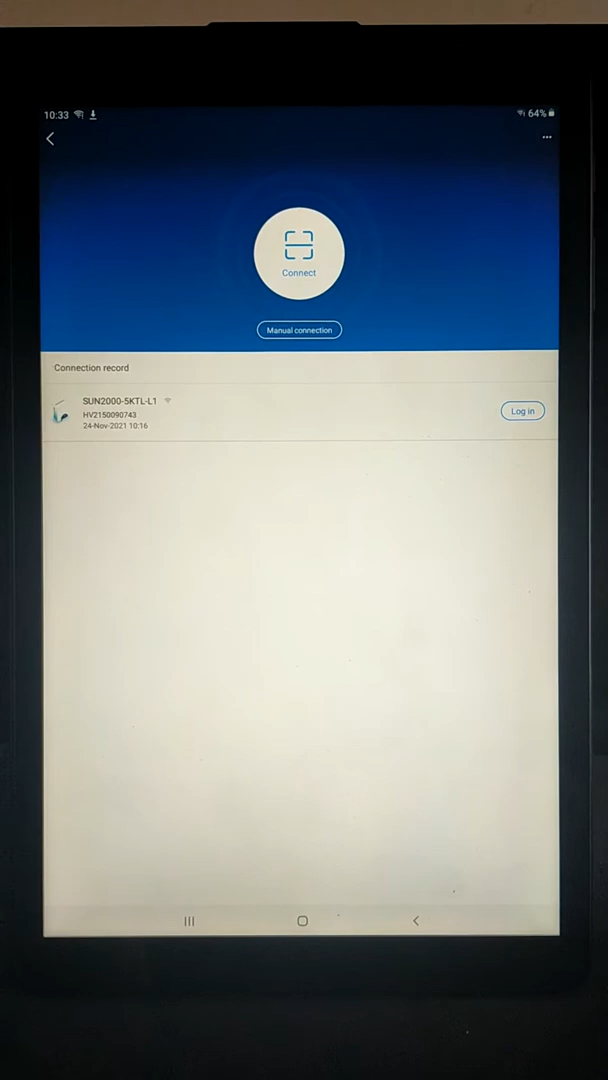 10:33
64%
Connect
Manual connection
Connection record
SUN2000-5KTL-L1
HV2150090743
24-Nov-2021 10:16
Log in